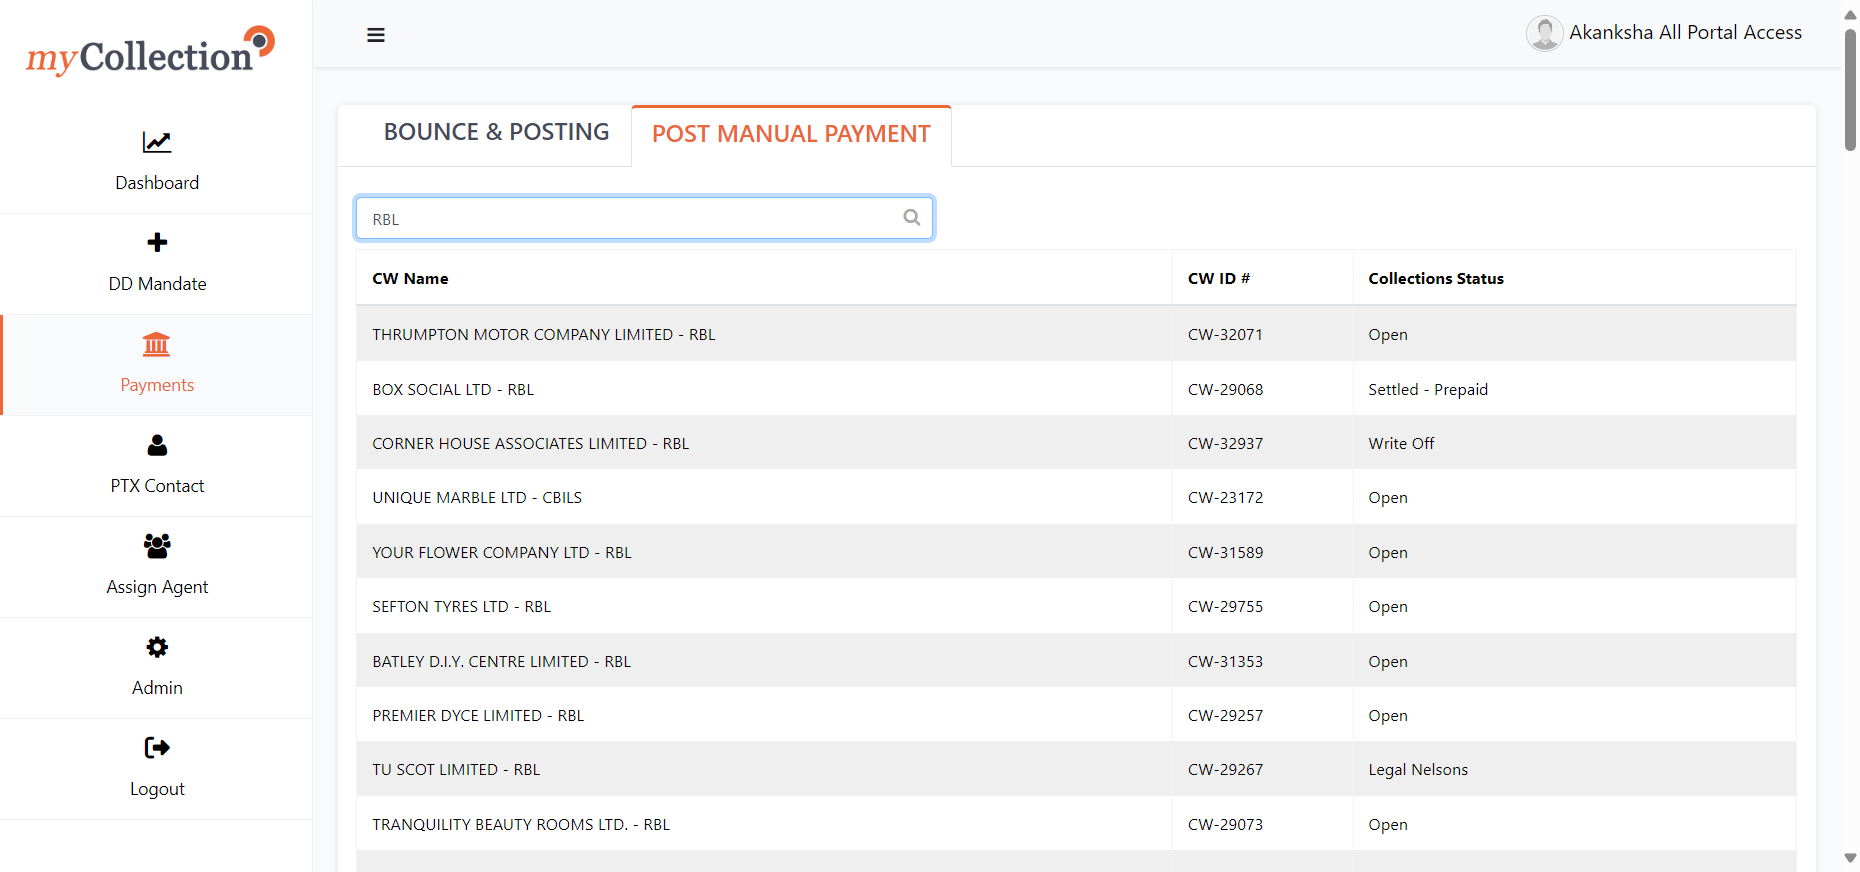 myCollection
Akanksha All Portal Access
Dashboard
DD Mandate
Payments
PTX Contact
Assign Agent
Admin
Logout
BOUNCE & POSTING
POST MANUAL PAYMENT
RBL
CW Name CW ID # Collections Status
THRUMPTON MOTOR COMPANY LIMITED - RBL CW-32071 Open
BOX SOCIAL LTD - RBL CW-29068 Settled - Prepaid
CORNER HOUSE ASSOCIATES LIMITED - RBL CW-32937 Write Off
UNIQUE MARBLE LTD - CBILS CW-23172 Open
YOUR FLOWER COMPANY LTD - RBL CW-31589 Open
SEFTON TYRES LTD - RBL CW-29755 Open
BATLEY D.I.Y. CENTRE LIMITED - RBL CW-31353 Open
PREMIER DYCE LIMITED - RBL CW-29257 Open
TU SCOT LIMITED - RBL CW-29267 Legal Nelsons
TRANQUILITY BEAUTY ROOMS LTD. - RBL CW-29073 Open